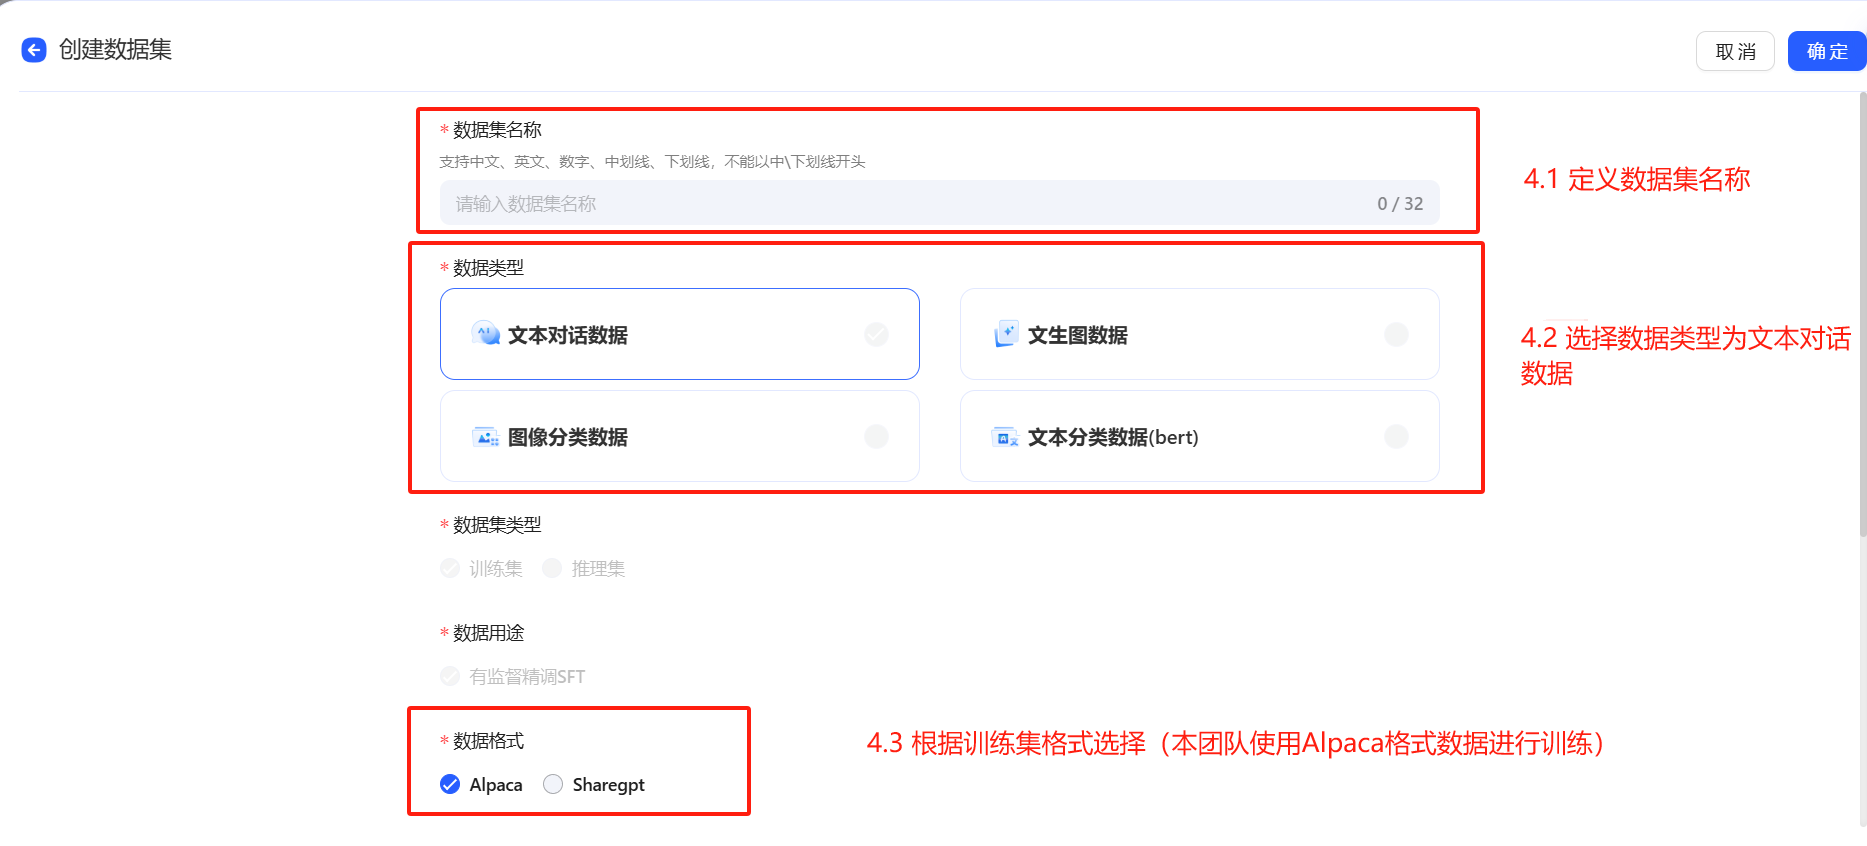 创建数据集
取 消
确 定
* 数据集名称
支持中文、英文、数字、中划线、下划线，不能以中\下划线开头
请输入数据集名称
0 / 32
4.1 定义数据集名称
* 数据类型
文本对话数据
文生图数据
图像分类数据
文本分类数据(bert)
4.2 选择数据类型为文本对话
数据
* 数据集类型
训练集 推理集
* 数据用途
有监督精调SFT
* 数据格式
Alpaca Sharegpt
4.3 根据训练集格式选择（本团队使用Alpaca格式数据进行训练）